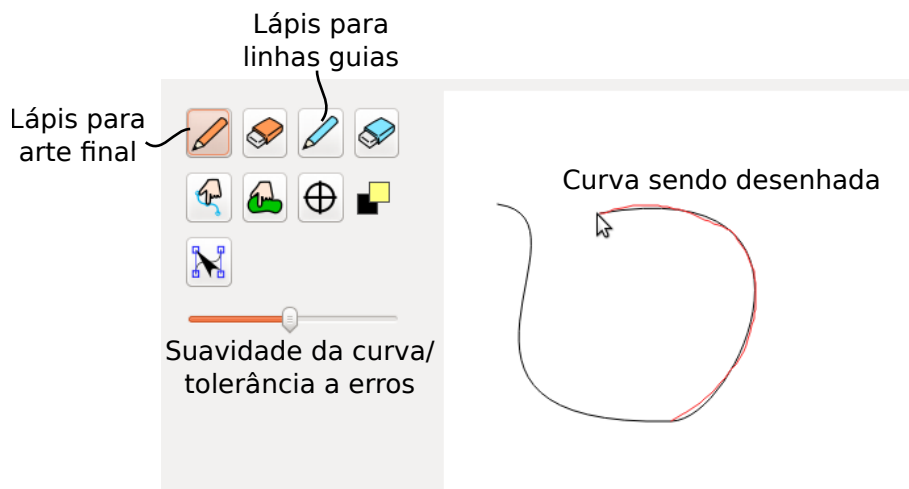 Lápis para
linhas guias
Lápis para
arte final
Curva sendo desenhada
Suavidade da curva/
tolerância a erros